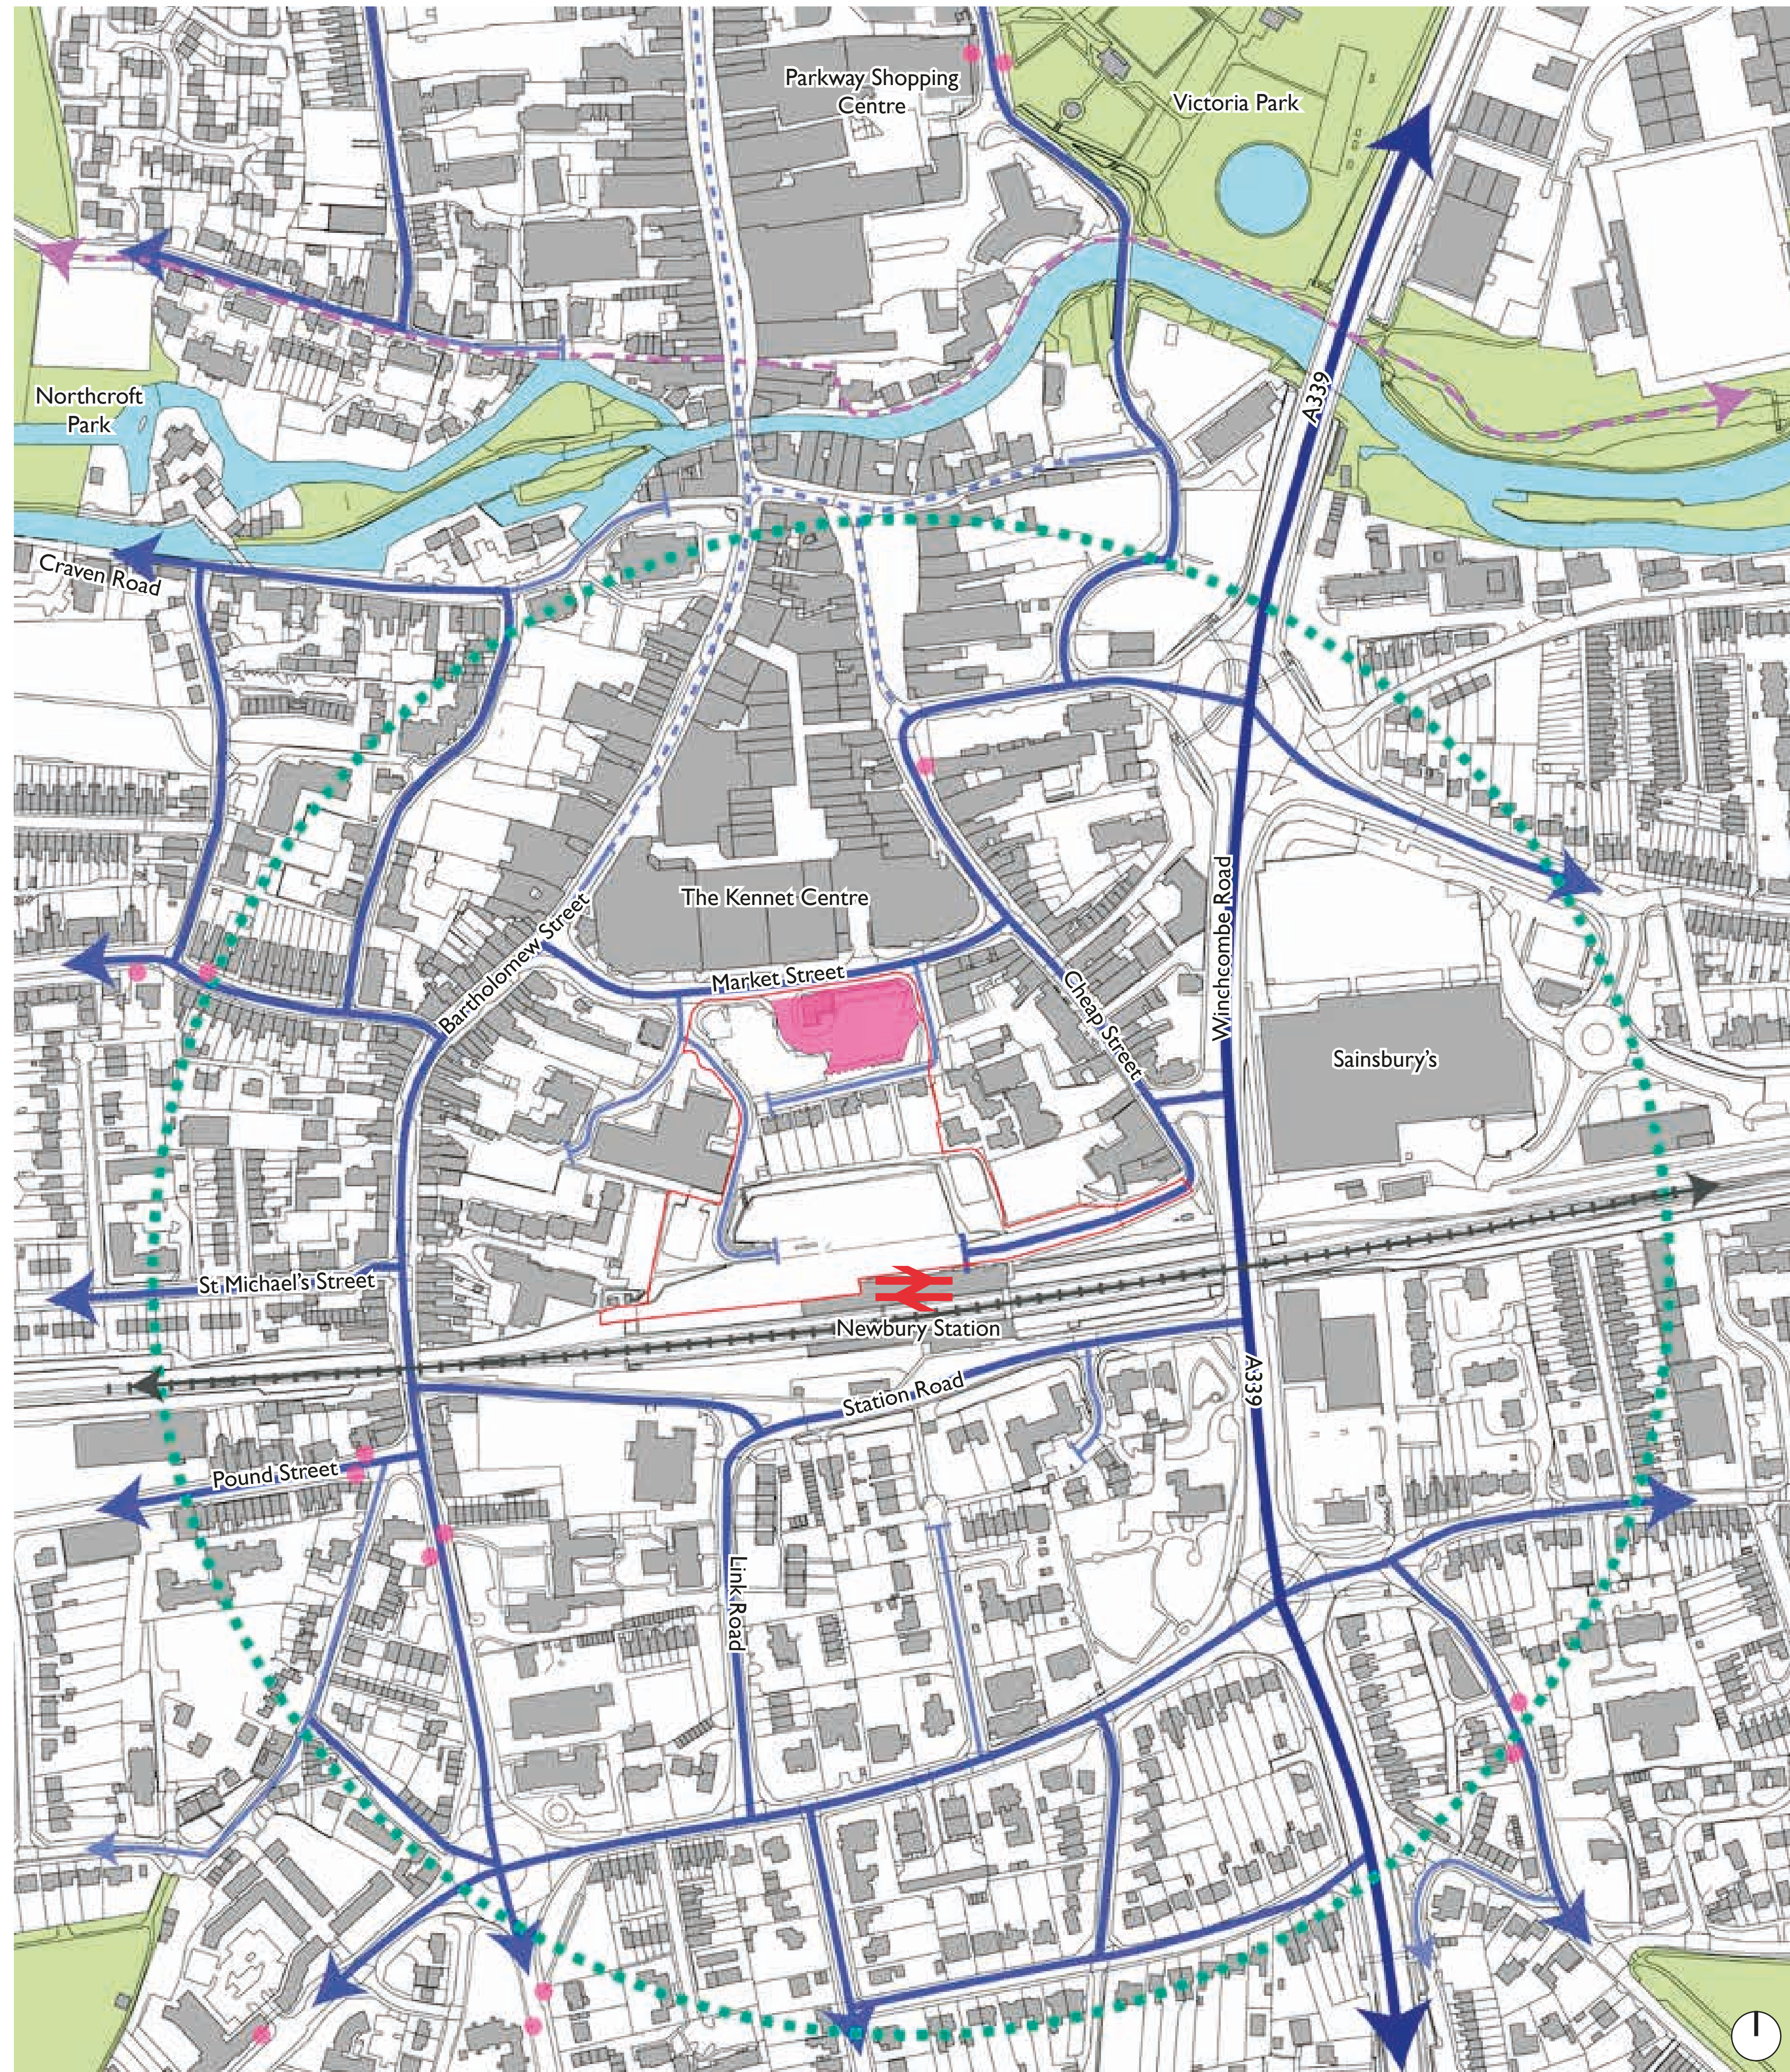 Parkway Shopping
Centre
Victoria Park
A339
Northcroft
Park
Craven Road
The Kennet Centre
Bartholomew Street
Market Street
Cheap Street
Winchcombe Road
Sainsbury's
St Michael's Street
Newbury Station
Station Road
A339
Pound Street
Link Road